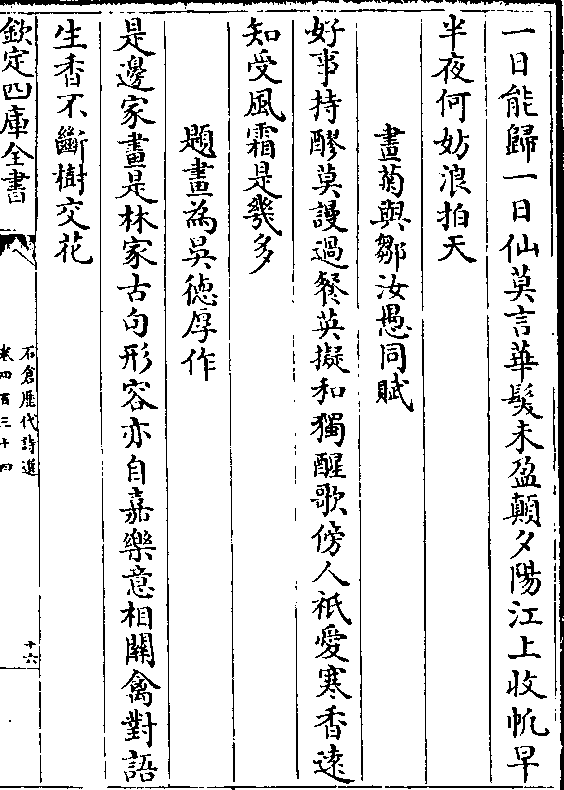 一日能歸一日仙莫言華髮未盈顛夕陽江上收帆早
半夜何妨浪拍天
畫菊與鄒汝愚同賦
好事持醪莫謾過餐英擬和獨醒歌傍人祇愛寒香遠
知受風霜是幾多
題畫為吳德厚作
是邊家畫是林家古句形容亦自嘉樂意相關禽對語
生香不斷樹交花
欽定四庫全書
石倉歷代詩選
卷四百三十四
十六